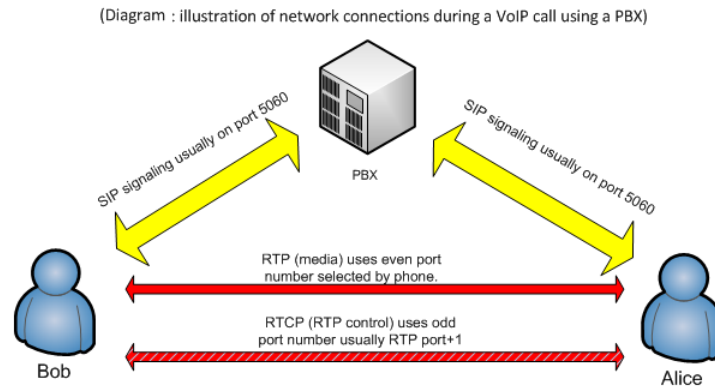 (Diagram : illustration of network connections during a VoIP call using a PBX)
SIP signaling usually on port 5060
SIP signaling usually on port 5060
PBX
RTP (media) uses even port
number selected by phone.
RTCP (RTP control) uses odd
port number usually RTP port+1
Bob
Alice